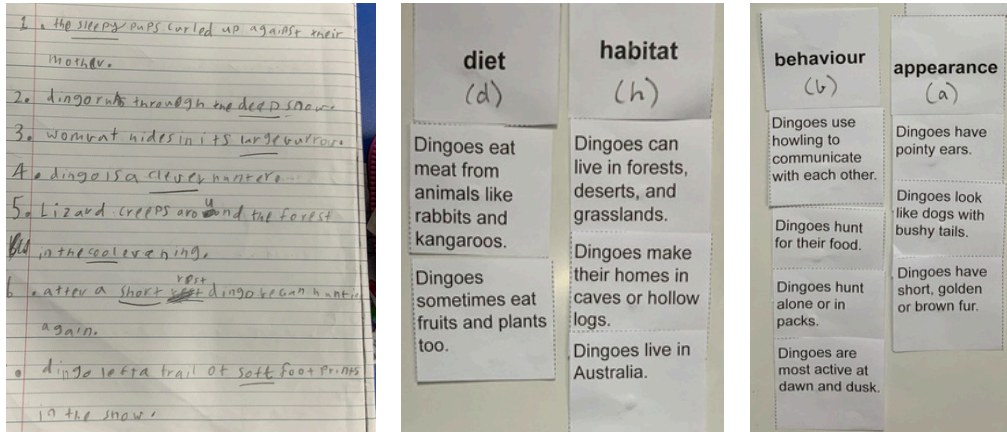 1. the sleepy pups curled up against their
mother.
2. dingo runs through the deep snow.
3. wombat hides in its large burrow.
4. dingo is a clever hunter.
5. Lizard creeps around the forest
in the cool evening.
6. after a short rest dingo began hunting
again.
dingo left a trail of soft foot prints
in the snow.
diet
(d)
Dingoes eat
meat from
animals like
rabbits and
kangaroos.
Dingoes
sometimes eat
fruits and plants
too.
habitat
(h)
Dingoes can
live in forests,
deserts, and
grasslands.
Dingoes make
their homes in
caves or hollow
logs.
Dingoes live in
Australia.
behaviour
(b)
Dingoes use
howling to
communicate
with each other.
Dingoes hunt
for their food.
Dingoes hunt
alone or in
packs.
Dingoes are
most active at
dawn and dusk.
appearance
(a)
Dingoes have
pointy ears.
Dingoes look
like dogs with
bushy tails.
Dingoes have
short, golden
or brown fur.